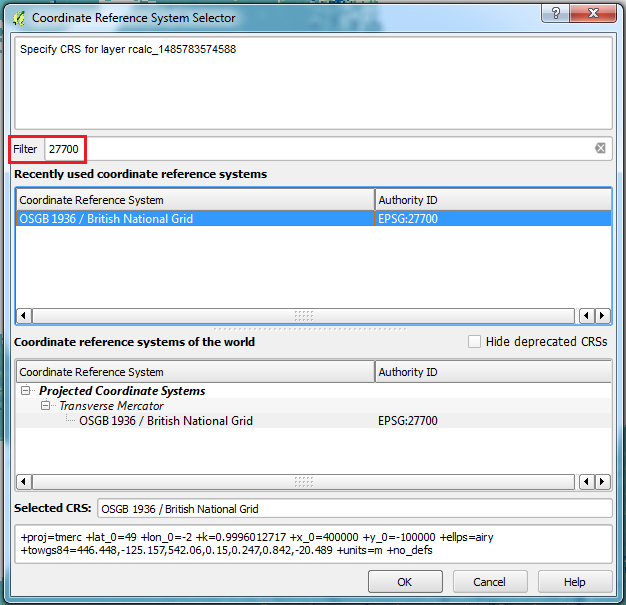 Coordinate Reference System Selector
?
Specify CRS for layer rcalc_1485783574588
Filter 27700
Recently used coordinate reference systems
Coordinate Reference System Authority ID
OSGB 1936 / British National Grid EPSG:27700
Coordinate reference systems of the world Hide deprecated CRSs
Coordinate Reference System Authority ID
Projected Coordinate Systems
Transverse Mercator
OSGB 1936 / British National Grid EPSG:27700
Selected CRS: OSGB 1936 / British National Grid
+proj=tmerc +lat_0=49 +lon_0=-2 +k=0.9996012717 +x_0=400000 +y_0=-100000 +ellps=airy
+towgs84=446.448,-125.157,542.06,0.15,0.247,0.842,-20.489 +units=m +no_defs
OK Cancel Help